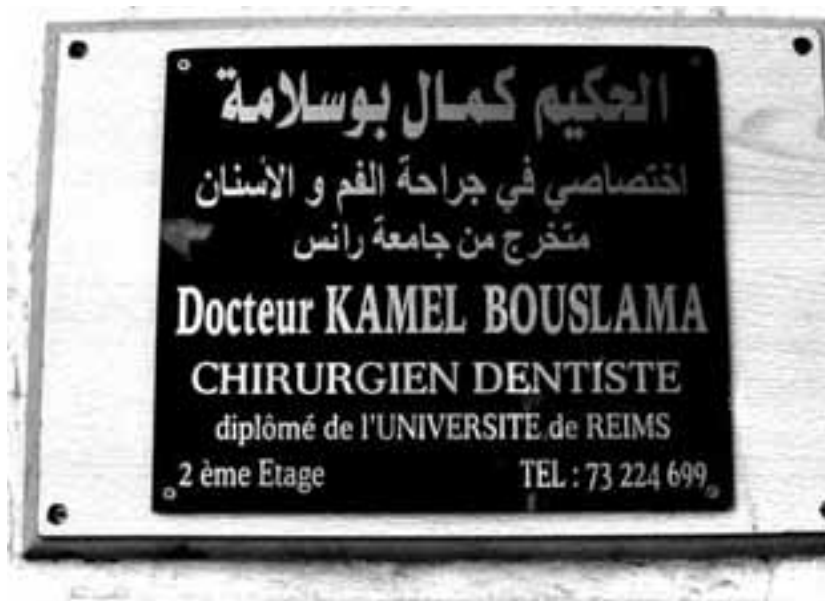 الحكيم كمال بوسلامة
اختصاصي في جراحة الفم و الأسنان
متخرج من جامعة رانس
Docteur KAMEL BOUSLAMA
CHIRURGIEN DENTISTE
diplômé de l'UNIVERSITE de REIMS
2 ème Etage TEL : 73 224 699